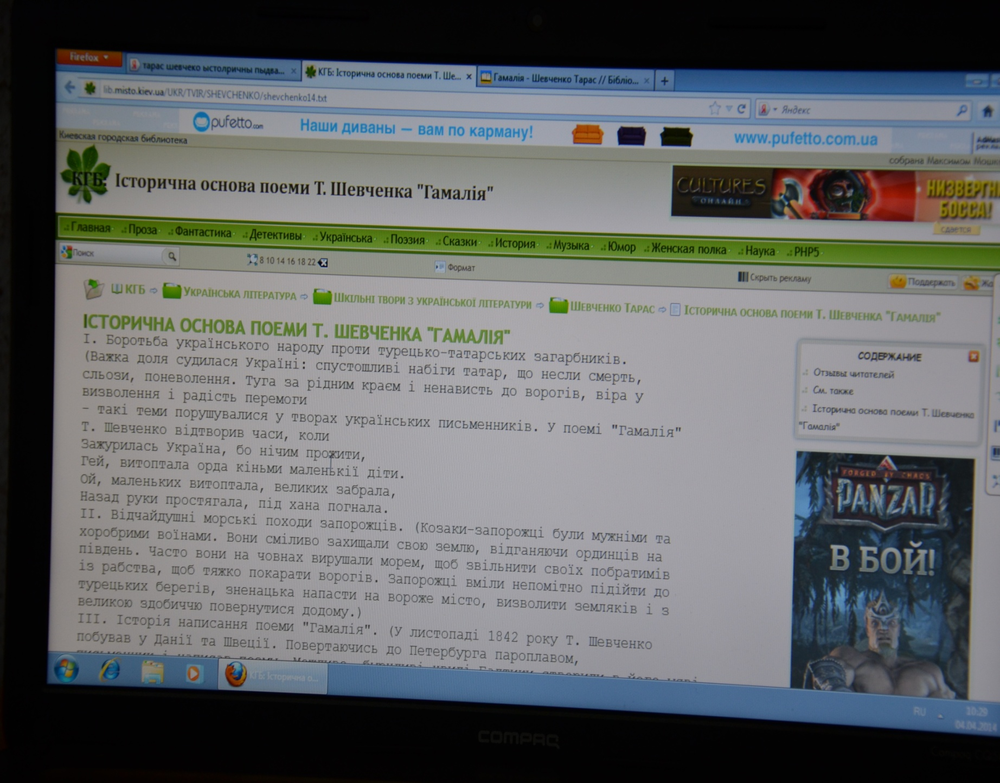 Firefox
тарас шевчеко ыстолричны пыдва...
КГБ: Історична основа поеми Т. Ше...
Гамалія - Шевченко Тарас // Бібліо...
lib.misto.kiev.ua/UKR/TVIR/SHEVCHENKO/shevchenko14.txt
Яндекс
pufetto.com
Наши диваны — вам по карману!
www.pufetto.com.ua
Киевская городская библиотека
собрана Максимом
КГБ: Історична основа поеми Т. Шевченка "Гамалія"
CULTURES
ОНЛАЙН
НИЗВЕРГН
БОССА!
сдается
.:Главная .:Проза .:Фантастика .:Детективы .:Українська .:Поэзия .:Сказки .:История .:Музыка .:Юмор .:Женская полка .:Наука .:PHP5
Поиск
8 10 14 16 18 22
Формат
Скрыть рекламу
Поддержать
КГБ
Українська література
Шкільні твори з української літератури
Шевченко Тарас
Історична основа поеми Т. Шевченка "Гамалія"
ІСТОРИЧНА ОСНОВА ПОЕМИ Т. ШЕВЧЕНКА "ГАМАЛІЯ"
I. Боротьба українського народу проти турецько-татарських загарбників.
(Важка доля судилася Україні: спустошливі набіги татар, що несли смерть,
сльози, поневолення. Туга за рідним краєм і ненависть до ворогів, віра у
визволення і радість перемоги
- такі теми порушувалися у творах українських письменників. У поемі "Гамалія"
Т. Шевченко відтворив часи, коли
Зажурилась Україна, бо нічим прожити,
Гей, витоптала орда кіньми маленькії діти.
Ой, маленьких витоптала, великих забрала,
Назад руки простягала, під хана погнала.
II. Відчайдушні морські походи запорожців. (Козаки-запорожці були мужніми та
хоробрими воїнами. Вони сміливо захищали свою землю, відганяючи ординців на
південь. Часто вони на човнах вирушали морем, щоб звільнити своїх побратимів
із рабства, щоб тяжко покарати ворогів. Запорожці вміли непомітно підійти до
турецьких берегів, зненацька напасти на вороже місто, визволити земляків і з
великою здобиччю повернутися додому.)
III. Історія написання поеми "Гамалія". (У листопаді 1842 року Т. Шевченко
побував у Данії та Швеції. Повертаючись до Петербурга пароплавом,
СОДЕРЖАНИЕ
.: Отзывы читателей
.: См. также
.: Історична основа поеми Т. Шевченка
"Гамалія"
FORGED BY CHAOS
PANZAR
В БОЙ!
КГБ: Історична о...
RU
10:29
04.04.2014
COMPAQ